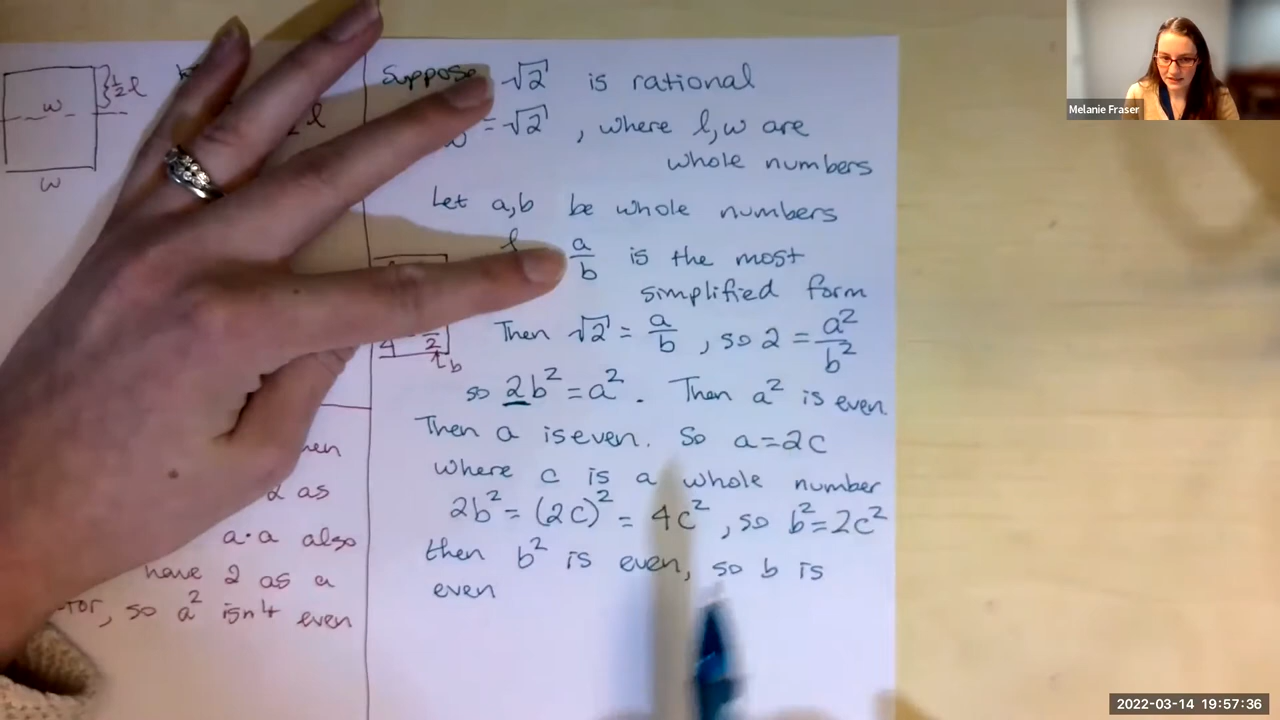 w
½l
w
l
Suppose √2 is rational
w = √2, where l,w are
whole numbers
Let a,b be whole numbers
l
a/b is the most
simplified form
Then √2 = a/b, so 2 = a²/b²
2
b
so 2b² = a². Then a² is even
Then a is even. So a=2c
where c is a whole number
2b² = (2c)² = 4c², so b²=2c²
then b² is even, so b is
even
2 as
a·a also
have 2 as a
so a² isn't even
Melanie Fraser
2022-03-14 19:57:36